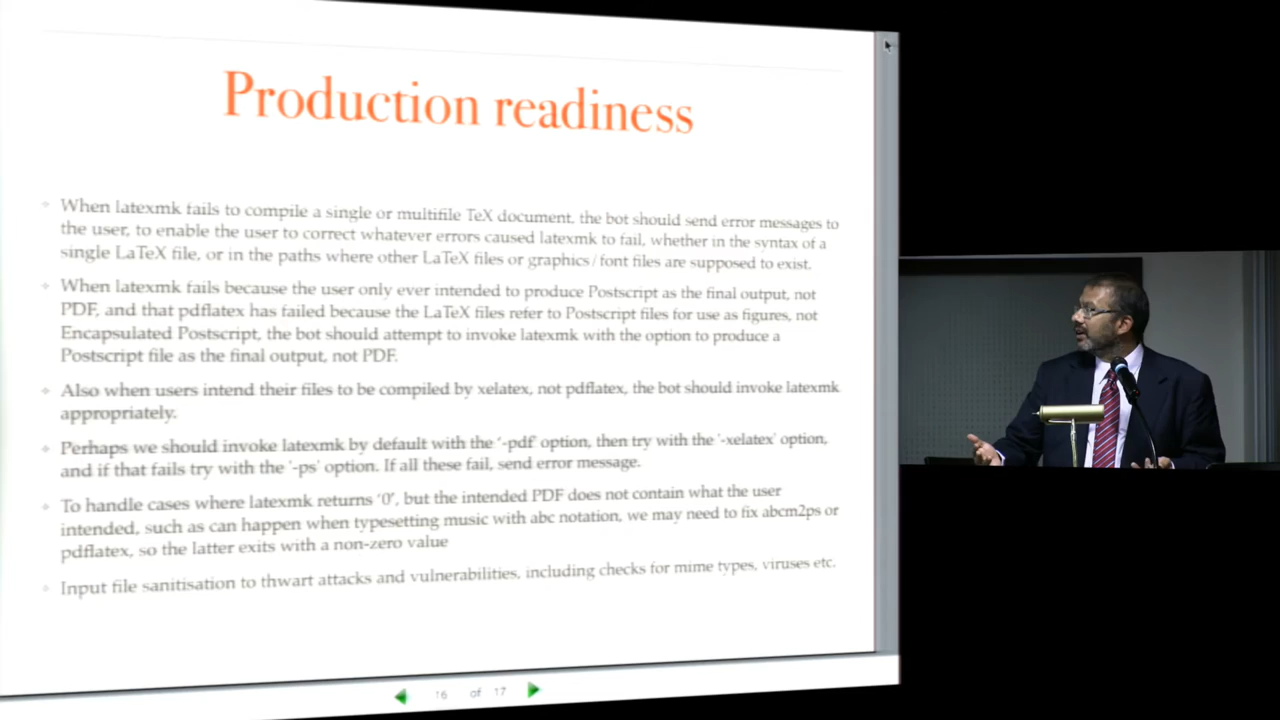 Production readiness
When latexmk fails to compile a single or multifile TeX document, the bot should send error messages to
the user, to enable the user to correct whatever errors caused latexmk to fail, whether in the syntax of a
single LaTeX file, or in the paths where other LaTeX files or graphics/font files are supposed to exist.
When latexmk fails because the user only ever intended to produce Postscript as the final output, not
PDF, and that pdflatex has failed because the LaTeX files refer to Postscript files for use as figures, not
Encapsulated Postscript, the bot should attempt to invoke latexmk with the option to produce a
Postscript file as the final output, not PDF.
Also when users intend their files to be compiled by xelatex, not pdflatex, the bot should invoke latexmk
appropriately.
Perhaps we should invoke latexmk by default with the '-pdf' option, then try with the '-xelatex' option,
and if that fails try with the '-ps' option. If all these fail, send error message.
To handle cases where latexmk returns '0', but the intended PDF does not contain what the user
intended, such as can happen when typesetting music with abc notation, we may need to fix abcm2ps or
pdflatex, so the latter exits with a non-zero value
Input file sanitisation to thwart attacks and vulnerabilities, including checks for mime types, viruses etc.
16 of 17